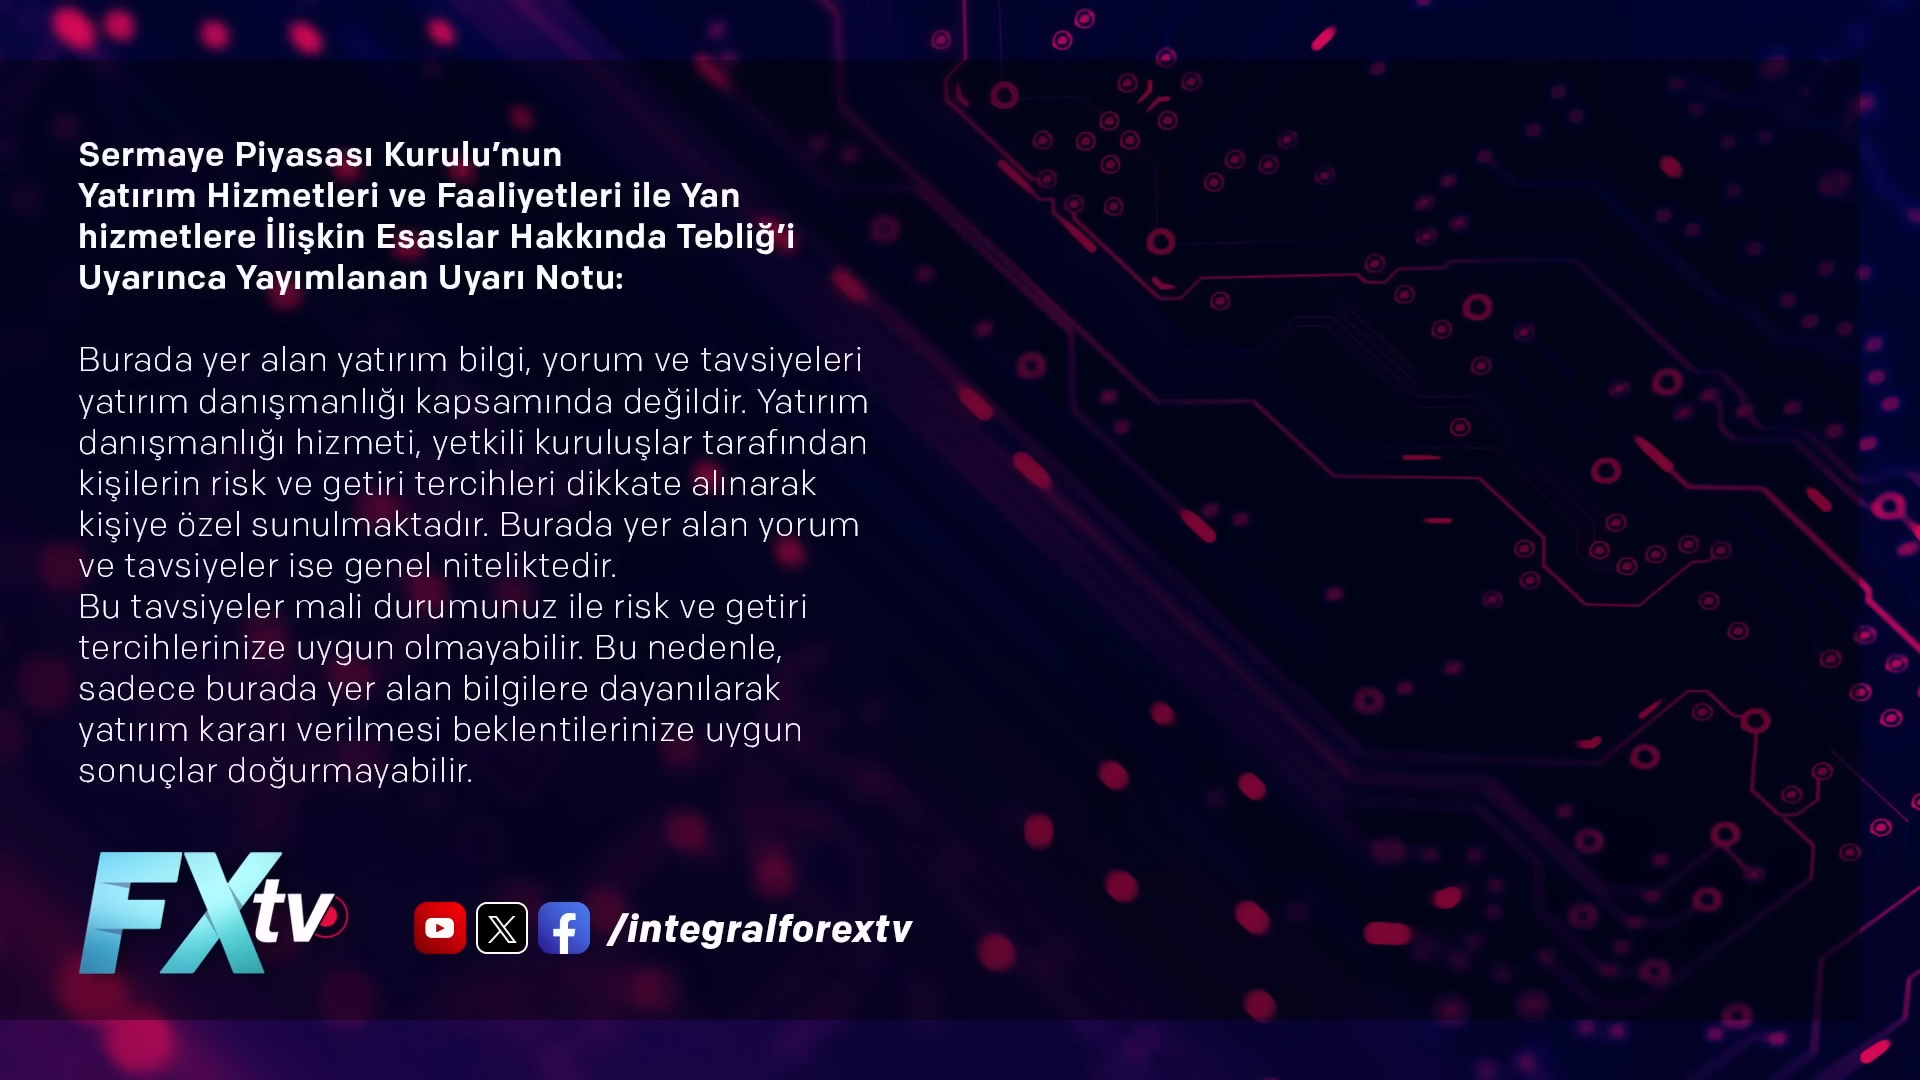 Sermaye Piyasası Kurulu’nun
Yatırım Hizmetleri ve Faaliyetleri ile Yan
hizmetlere İlişkin Esaslar Hakkında Tebliğ’i
Uyarınca Yayımlanan Uyarı Notu:
Burada yer alan yatırım bilgi, yorum ve tavsiyeleri
yatırım danışmanlığı kapsamında değildir. Yatırım
danışmanlığı hizmeti, yetkili kuruluşlar tarafından
kişilerin risk ve getiri tercihleri dikkate alınarak
kişiye özel sunulmaktadır. Burada yer alan yorum
ve tavsiyeler ise genel niteliktedir.
Bu tavsiyeler mali durumunuz ile risk ve getiri
tercihlerinize uygun olmayabilir. Bu nedenle,
sadece burada yer alan bilgilere dayanılarak
yatırım kararı verilmesi beklentilerinize uygun
sonuçlar doğurmayabilir.
FXtv
/integralforextv